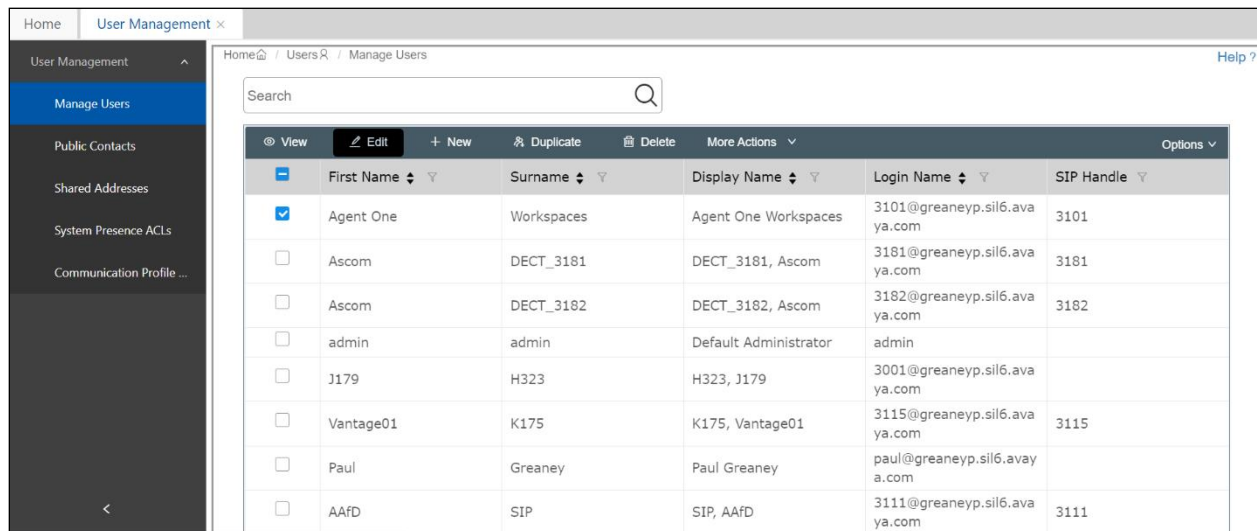 Home User Management ×
User Management
Manage Users
Public Contacts
Shared Addresses
System Presence ACLs
Communication Profile ...
Home / Users / Manage Users
Help ?
Search
View Edit + New Duplicate Delete More Actions Options
First Name Surname Display Name Login Name SIP Handle
Agent One Workspaces Agent One Workspaces 3101@greaneyp.sil6.ava 3101
ya.com
Ascom DECT_3181 DECT_3181, Ascom 3181@greaneyp.sil6.ava 3181
ya.com
Ascom DECT_3182 DECT_3182, Ascom 3182@greaneyp.sil6.ava 3182
ya.com
admin admin Default Administrator admin
J179 H323 H323, J179 3001@greaneyp.sil6.ava
ya.com
Vantage01 K175 K175, Vantage01 3115@greaneyp.sil6.ava 3115
ya.com
Paul Greaney Paul Greaney paul@greaneyp.sil6.avay
a.com
AAfD SIP SIP, AAfD 3111@greaneyp.sil6.ava 3111
ya.com